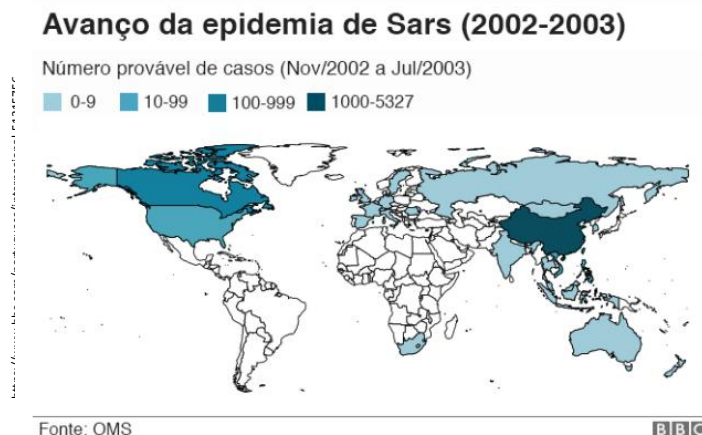 Avanço da epidemia de Sars (2002-2003)
Número provável de casos (Nov/2002 a Jul/2003)
0-9 10-99 100-999 1000-5327
Fonte: OMS
BBC